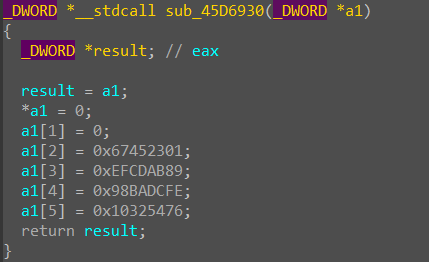 _DWORD *__stdcall sub_45D6930(_DWORD *a1)
{
  _DWORD *result; // eax

  result = a1;
  *a1 = 0;
  a1[1] = 0;
  a1[2] = 0x67452301;
  a1[3] = 0xEFCDAB89;
  a1[4] = 0x98BADCFE;
  a1[5] = 0x10325476;
  return result;
}